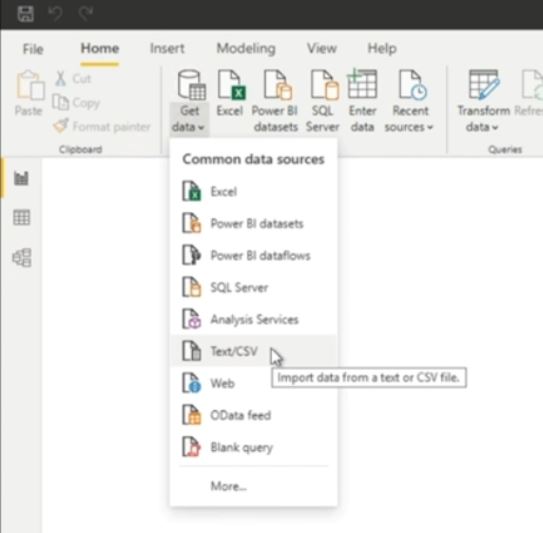 File Home Insert Modeling View Help
Cut
Copy
Format painter
Paste
Clipboard
Get data
Excel
Power BI datasets
SQL Server
Enter data
Recent sources
Transform data
Queries
Common data sources
Excel
Power BI datasets
Power BI dataflows
SQL Server
Analysis Services
Text/CSV
Import data from a text or CSV file.
Web
OData feed
Blank query
More...